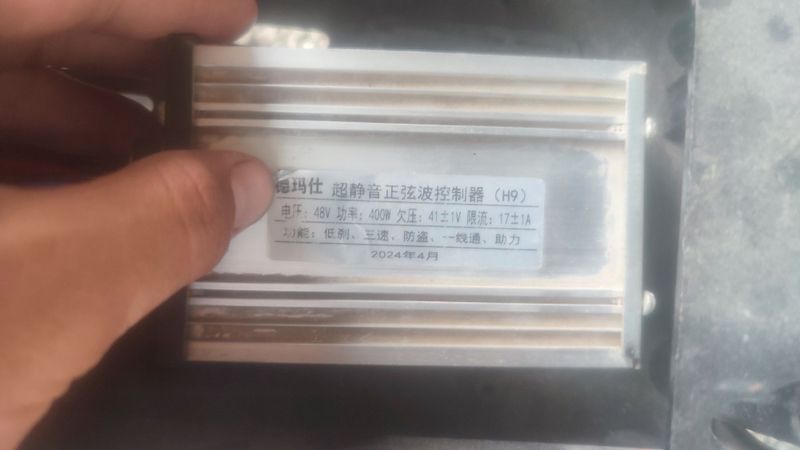 德玛仕 超静音正弦波控制器（H9）
电压：48V 功率：400W 欠压：41±1V 限流：17±1A
功能：低刹、三速、防盗、一线通、助力
2024年4月